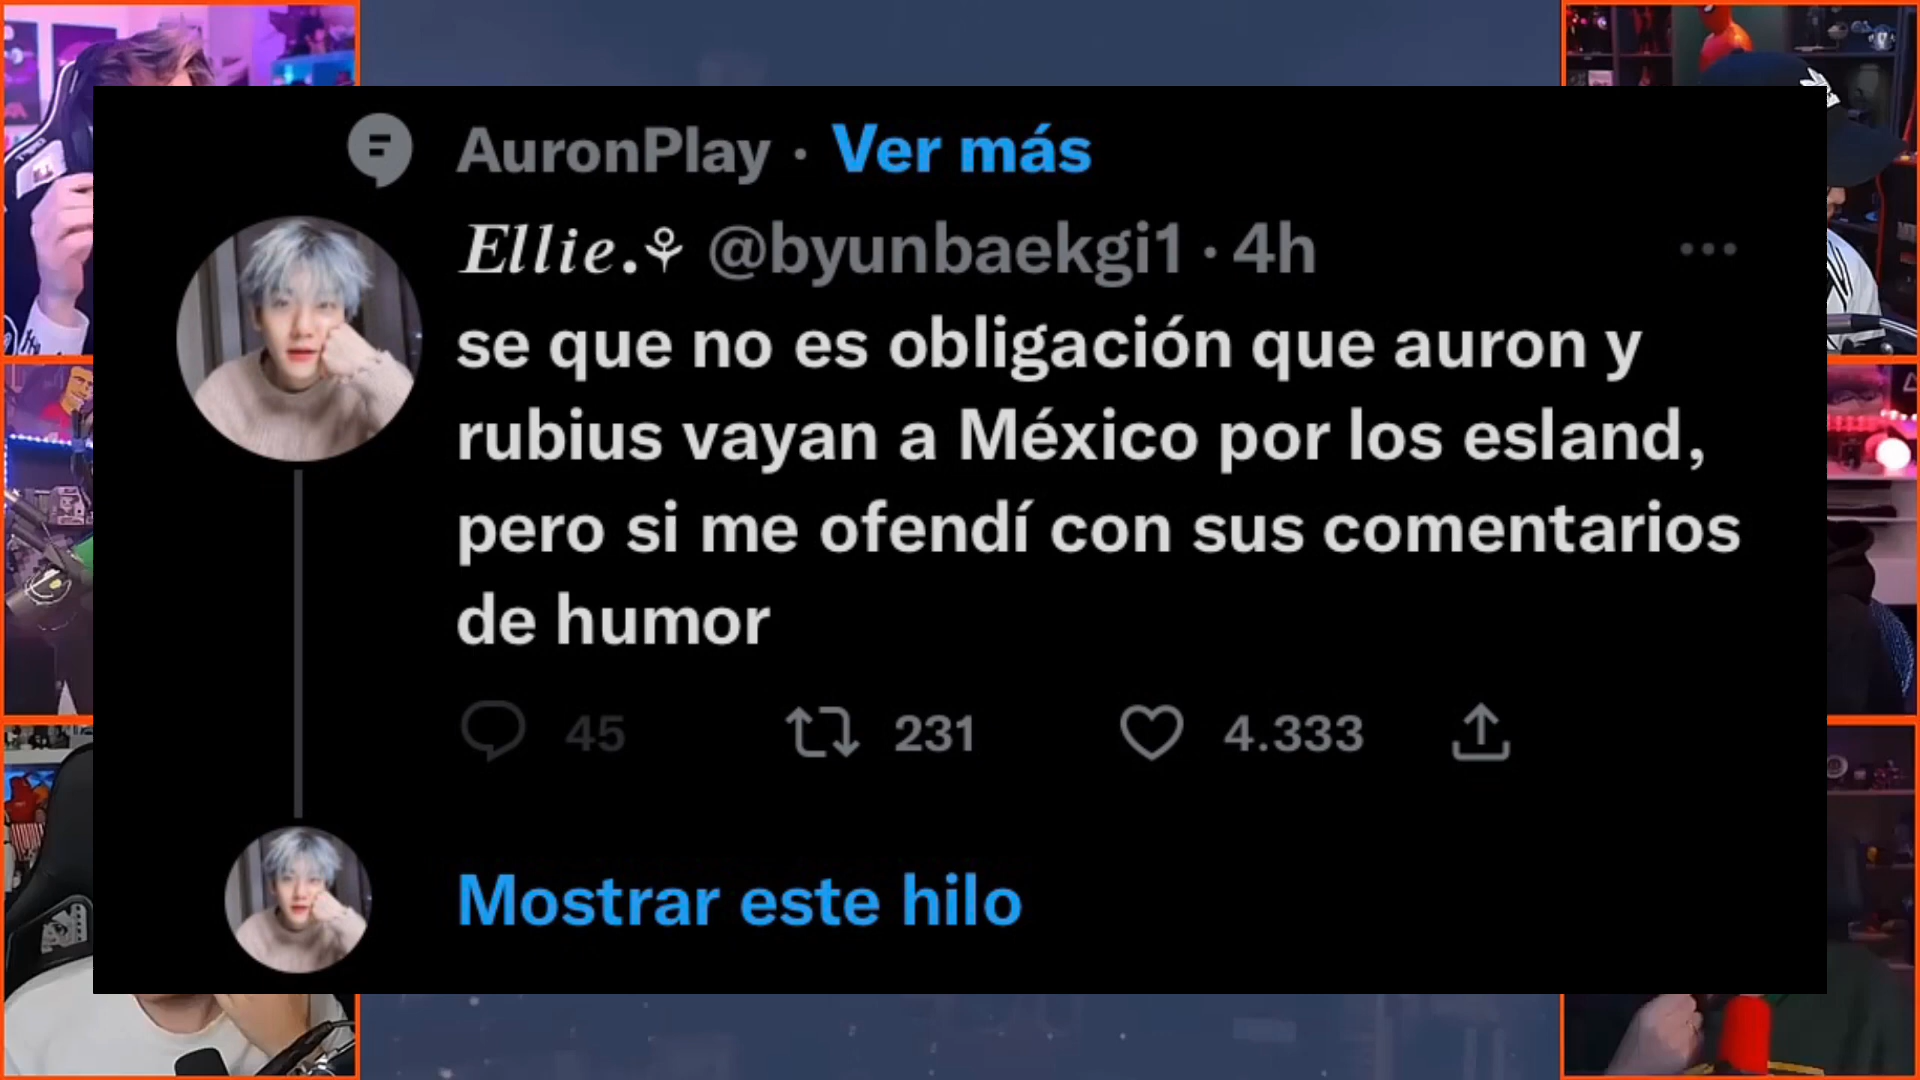 AuronPlay · Ver más
Ellie.⚘ @byunbaekgi1 · 4h
se que no es obligación que auron y
rubius vayan a México por los esland,
pero si me ofendí con sus comentarios
de humor
45 231 4.333
Mostrar este hilo